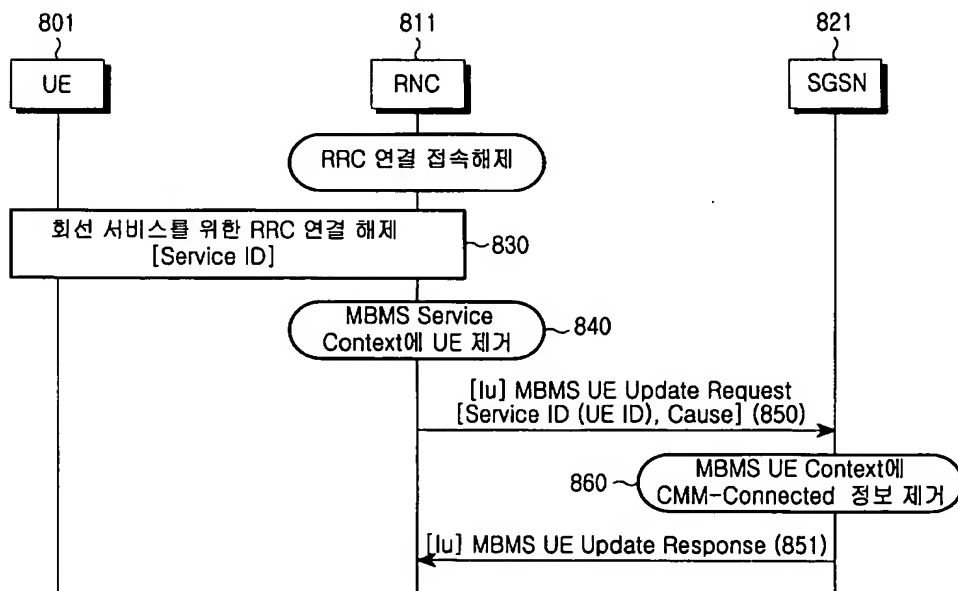 801
811
821
UE
RNC
SGSN
RRC 연결 접속해제
회선 서비스를 위한 RRC 연결 해제
[Service ID]
830
MBMS Service
Context에 UE 제거
840
[Iu] MBMS UE Update Request
[Service ID (UE ID), Cause] (850)
860
MBMS UE Context에
CMM-Connected 정보 제거
[Iu] MBMS UE Update Response (851)